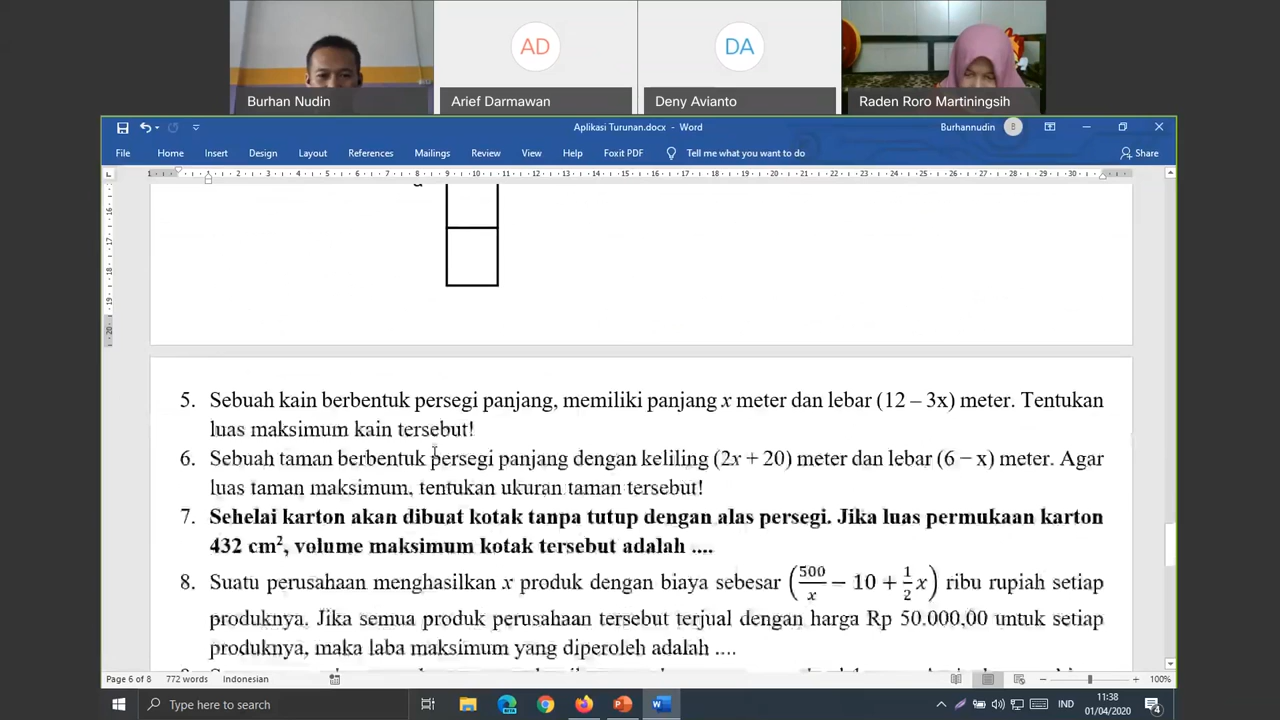 AD
DA
Burhan Nudin
Arief Darmawan
Deny Avianto
Raden Roro Martiningsih
Aplikasi Turunan.docx - Word
Burhannudin
B
File Home Insert Design Layout References Mailings Review View Help Foxit PDF Tell me what you want to do Share
5. Sebuah kain berbentuk persegi panjang, memiliki panjang x meter dan lebar (12 – 3x) meter. Tentukan
luas maksimum kain tersebut!
6. Sebuah taman berbentuk persegi panjang dengan keliling (2x + 20) meter dan lebar (6 − x) meter. Agar
luas taman maksimum, tentukan ukuran taman tersebut!
7. Sehelai karton akan dibuat kotak tanpa tutup dengan alas persegi. Jika luas permukaan karton
432 cm², volume maksimum kotak tersebut adalah ....
8. Suatu perusahaan menghasilkan x produk dengan biaya sebesar (500/x − 10 + 1/2 x) ribu rupiah setiap
produknya. Jika semua produk perusahaan tersebut terjual dengan harga Rp 50.000,00 untuk setiap
produknya, maka laba maksimum yang diperoleh adalah ....
Page 6 of 8 772 words Indonesian 100%
Type here to search
IND
11:38
01/04/2020
4